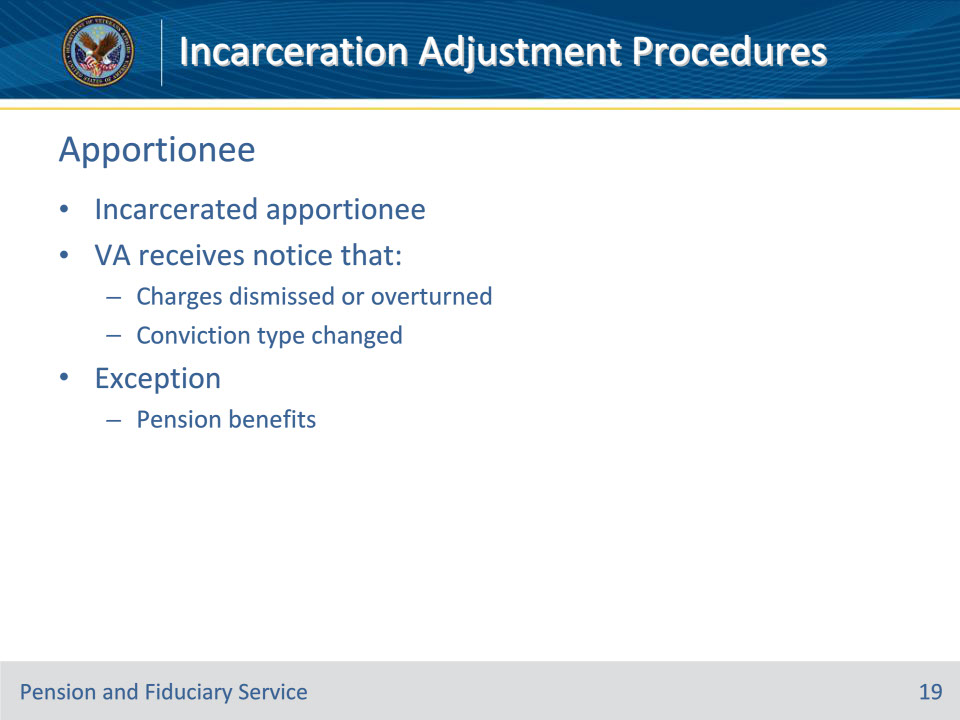 Incarceration Adjustment Procedures
Apportionee
• Incarcerated apportionee
• VA receives notice that:
– Charges dismissed or overturned
– Conviction type changed
• Exception
– Pension benefits
Pension and Fiduciary Service
19